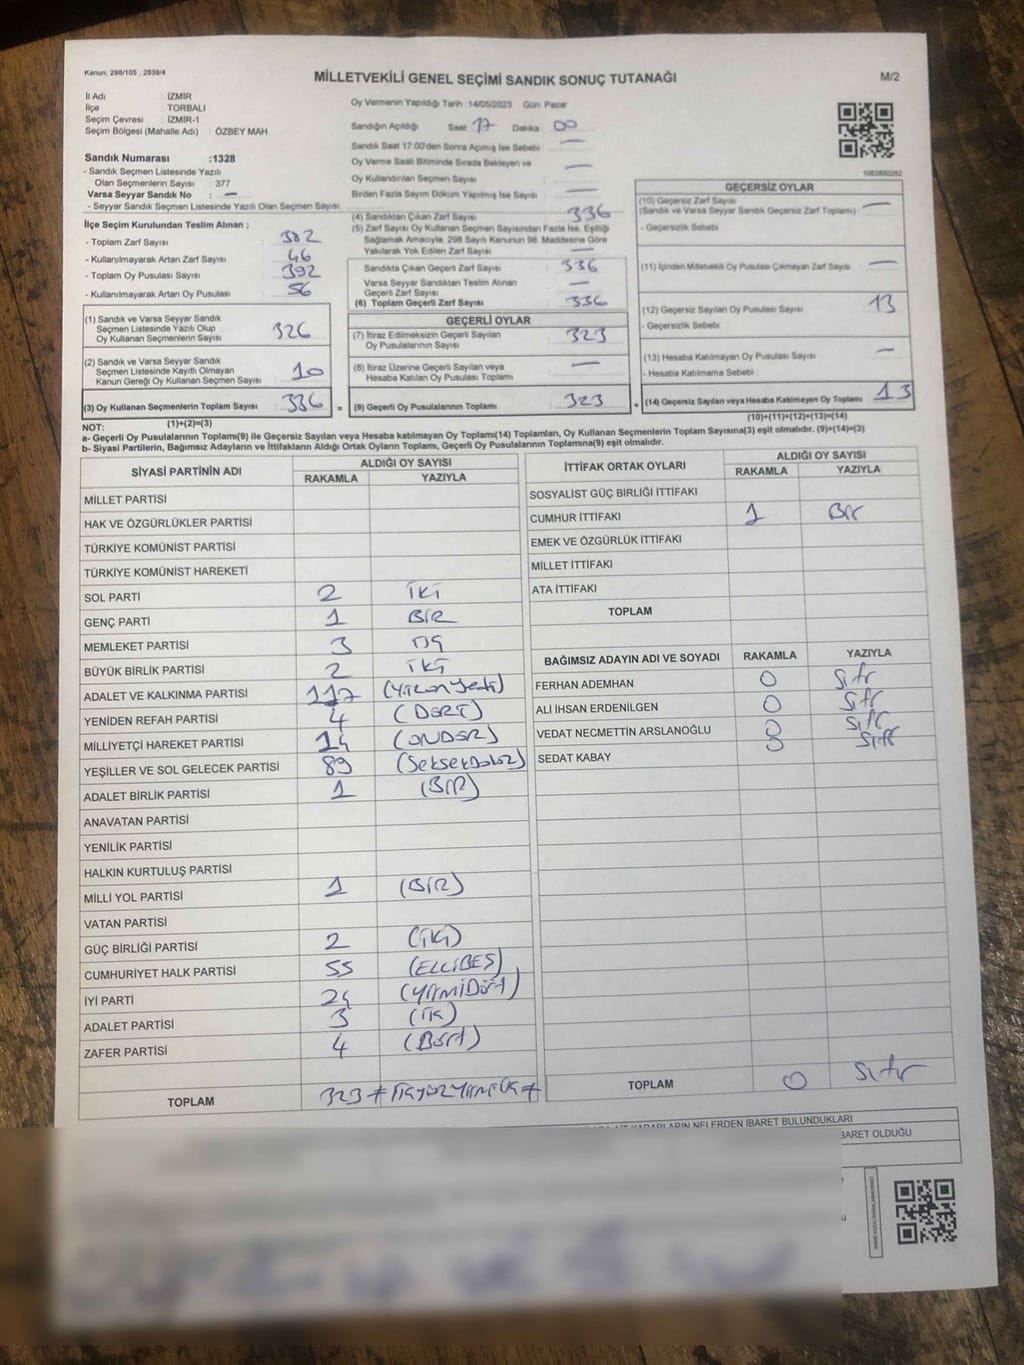 Kanun; 298/105 , 2839/4
MİLLETVEKİLİ GENEL SEÇİMİ SANDIK SONUÇ TUTANAĞI
M/2
İl Adı : İZMİR
İlçe : TORBALI
Seçim Çevresi : İZMİR-1
Seçim Bölgesi (Mahalle Adı) : ÖZBEY MAH.
Sandık Numarası :1328
- Sandık Seçmen Listesinde Yazılı
Olan Seçmenlerin Sayısı : 377
Varsa Seyyar Sandık No : —
- Seyyar Sandık Seçmen Listesinde Yazılı Olan Seçmen Sayısı
İlçe Seçim Kurulundan Teslim Alınan ;
- Toplam Zarf Sayısı : 382
- Kullanılmayarak Artan Zarf Sayısı : 46
- Toplam Oy Pusulası Sayısı : 392
- Kullanılmayarak Artan Oy Pusulası : 56
(1) Sandık ve Varsa Seyyar Sandık
Seçmen Listesinde Yazılı Olup
Oy Kullanan Seçmenlerin Sayısı : 326
(2) Sandık ve Varsa Seyyar Sandık
Seçmen Listesinde Kayıtlı Olmayan
Kanun Gereği Oy Kullanan Seçmen Sayısı : 10
(3) Oy Kullanan Seçmenlerin Toplam Sayısı : 336 =
(1)+(2)=(3)
Oy Vermenin Yapıldığı Tarih :14/05/2023 Gün: Pazar
Sandığın Açıldığı Saat 17 Dakika 00
Sandık Saat 17:00'den Sonra Açılmış İse Sebebi —
Oy Verme Saati Bitiminde Sırada Bekleyen ve
Oy Kullandırılan Seçmen Sayısı —
Birden Fazla Sayım Döküm Yapılmış İse Sayısı —
(4) Sandıktan Çıkan Zarf Sayısı 336
(5) Zarf Sayısı Oy Kullanan Seçmen Sayısından Fazla İse, Eşitliği
Sağlamak Amacıyla, 298 Sayılı Kanunun 98. Maddesine Göre
Yakılarak Yok Edilen Zarf Sayısı —
Sandıkta Çıkan Geçerli Zarf Sayısı : 336
Varsa Seyyar Sandıktan Teslim Alınan
Geçerli Zarf Sayısı : —
(6) Toplam Geçerli Zarf Sayısı : 336
GEÇERLİ OYLAR
(7) İtiraz Edilmeksizin Geçerli Sayılan
Oy Pusulalarının Sayısı : 323
(8) İtiraz Üzerine Geçerli Sayılan veya
Hesaba Katılan Oy Pusulası Toplamı : —
(9) Geçerli Oy Pusulalarının Toplamı : 323 +
1083800282
GEÇERSİZ OYLAR
(10) Geçersiz Zarf Sayısı
(Sandık ve Varsa Seyyar Sandık Geçersiz Zarf Toplamı) : —
- Geçersizlik Sebebi
(11) İçinden Milletvekili Oy Pusulası Çıkmayan Zarf Sayısı : —
(12) Geçersiz Sayılan Oy Pusulası Sayısı : 13
- Geçersizlik Sebebi
(13) Hesaba Katılmayan Oy Pusulası Sayısı : —
- Hesaba Katılmama Sebebi
(14) Geçersiz Sayılan veya Hesaba Katılmayan Oy Toplamı : 13
(10)+(11)+(12)+(13)=(14)
NOT:
a- Geçerli Oy Pusulasının Toplamı(9) ile Geçersiz Sayılan veya Hesaba katılmayan Oy Toplamı(14) Toplamları, Oy Kullanan Seçmenlerin Toplam Sayısına(3) eşit olmalıdır. (9)+(14)=(3)
b- Siyasi Partilerin, Bağımsız Adayların ve İttifakların Aldığı Ortak Oyların Toplamı, Geçerli Oy Pusulalarının Toplamına(9) eşit olmalıdır.
SİYASİ PARTİNİN ADI
ALDIĞI OY SAYISI
RAKAMLA YAZIYLA
MİLLET PARTİSİ
HAK VE ÖZGÜRLÜKLER PARTİSİ
TÜRKİYE KOMÜNİST PARTİSİ
TÜRKİYE KOMÜNİST HAREKETİ
SOL PARTİ 2 İKİ
GENÇ PARTİ 1 BİR
MEMLEKET PARTİSİ 3 ÜÇ
BÜYÜK BİRLİK PARTİSİ 2 İKİ
ADALET VE KALKINMA PARTİSİ 117
YENİDEN REFAH PARTİSİ 4 (DÖRT)
MİLLİYETÇİ HAREKET PARTİSİ 14
YEŞİLLER VE SOL GELECEK PARTİSİ 89 (Seksekdokuz)
ADALET BİRLİK PARTİSİ 1 (BİR)
ANAVATAN PARTİSİ
YENİLİK PARTİSİ
HALKIN KURTULUŞ PARTİSİ
MİLLİ YOL PARTİSİ 1 (BİR)
VATAN PARTİSİ
GÜÇ BİRLİĞİ PARTİSİ 2 (İKİ)
CUMHURİYET HALK PARTİSİ 55 (ELLİBEŞ)
İYİ PARTİ 24 (YİRMİDÖRT)
ADALET PARTİSİ 3
ZAFER PARTİSİ 4
TOPLAM 323
İTTİFAK ORTAK OYLARI
ALDIĞI OY SAYISI
RAKAMLA YAZIYLA
SOSYALİST GÜÇ BİRLİĞİ İTTİFAKI
CUMHUR İTTİFAKI 1 Bir
EMEK VE ÖZGÜRLÜK İTTİFAKI
MİLLET İTTİFAKI
ATA İTTİFAKI
TOPLAM
BAĞIMSIZ ADAYIN ADI VE SOYADI RAKAMLA YAZIYLA
FERHAN ADEMHAN 0 Sıfır
ALİ İHSAN ERDENİLGEN 0 Sıfır
VEDAT NECMETTİN ARSLANOĞLU 0 Sıfır
SEDAT KABAY 0 Sıfır
TOPLAM 0 Sıfır
KARARLARIN NELERDEN İBARET BULUNDUKLARI
BARET OLDUĞU